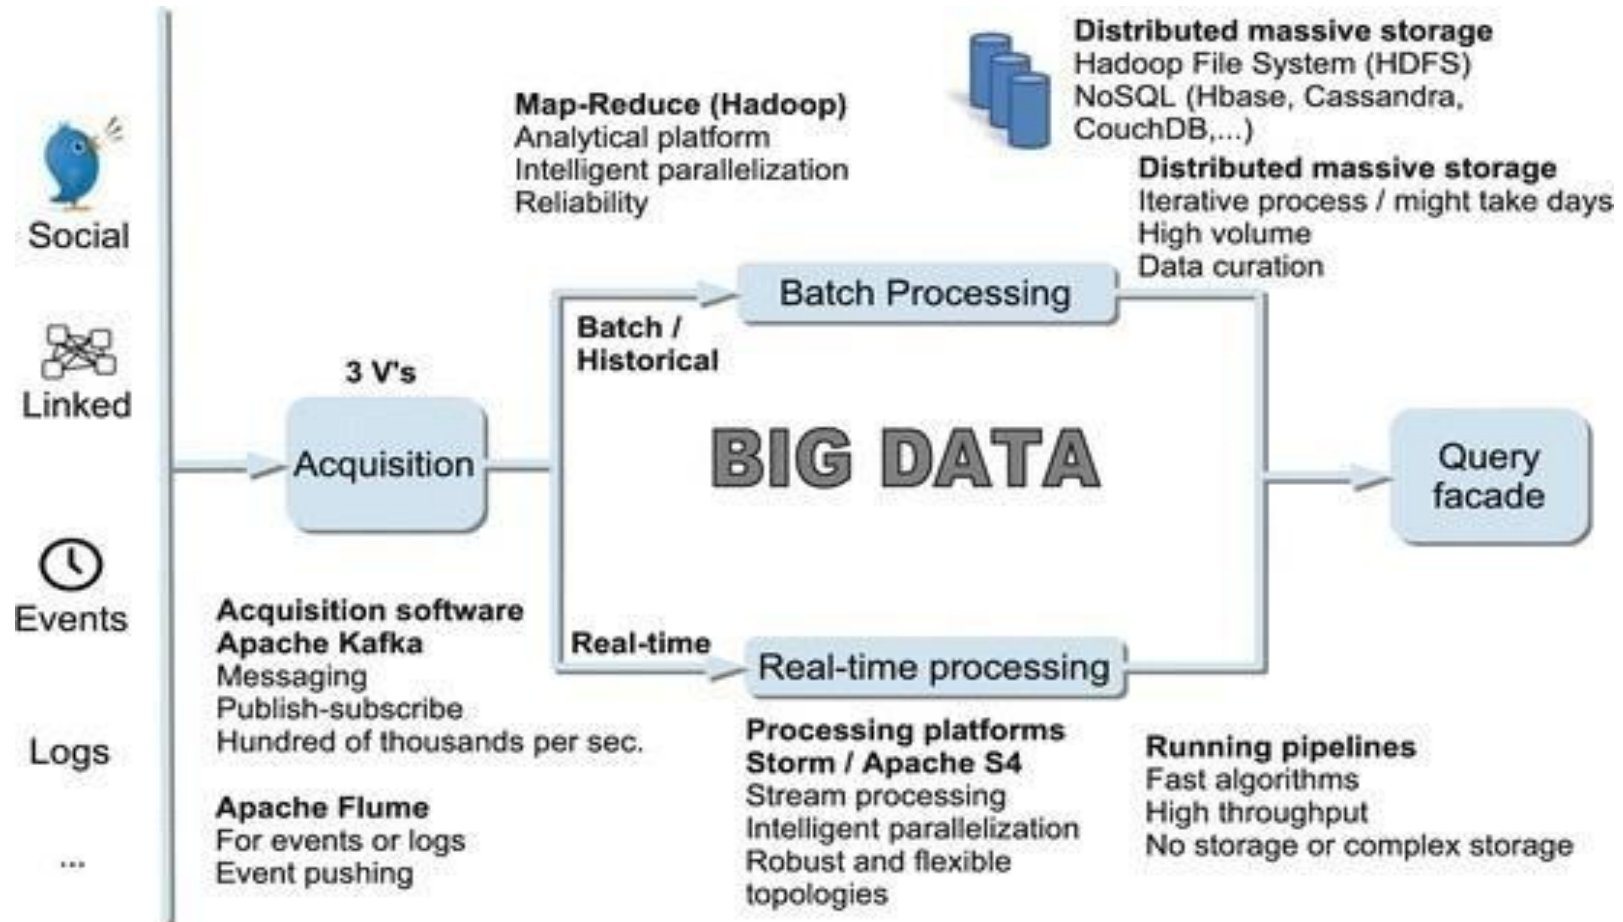 Social
Linked
Events
Logs
...
3 V's
Acquisition
Acquisition software
Apache Kafka
Messaging
Publish-subscribe
Hundred of thousands per sec.
Apache Flume
For events or logs
Event pushing
Map-Reduce (Hadoop)
Analytical platform
Intelligent parallelization
Reliability
Batch /
Historical
Batch Processing
Distributed massive storage
Hadoop File System (HDFS)
NoSQL (Hbase, Cassandra,
CouchDB,...)
Distributed massive storage
Iterative process / might take days
High volume
Data curation
BIG DATA
Real-time
Real-time processing
Processing platforms
Storm / Apache S4
Stream processing
Intelligent parallelization
Robust and flexible
topologies
Running pipelines
Fast algorithms
High throughput
No storage or complex storage
Query
facade